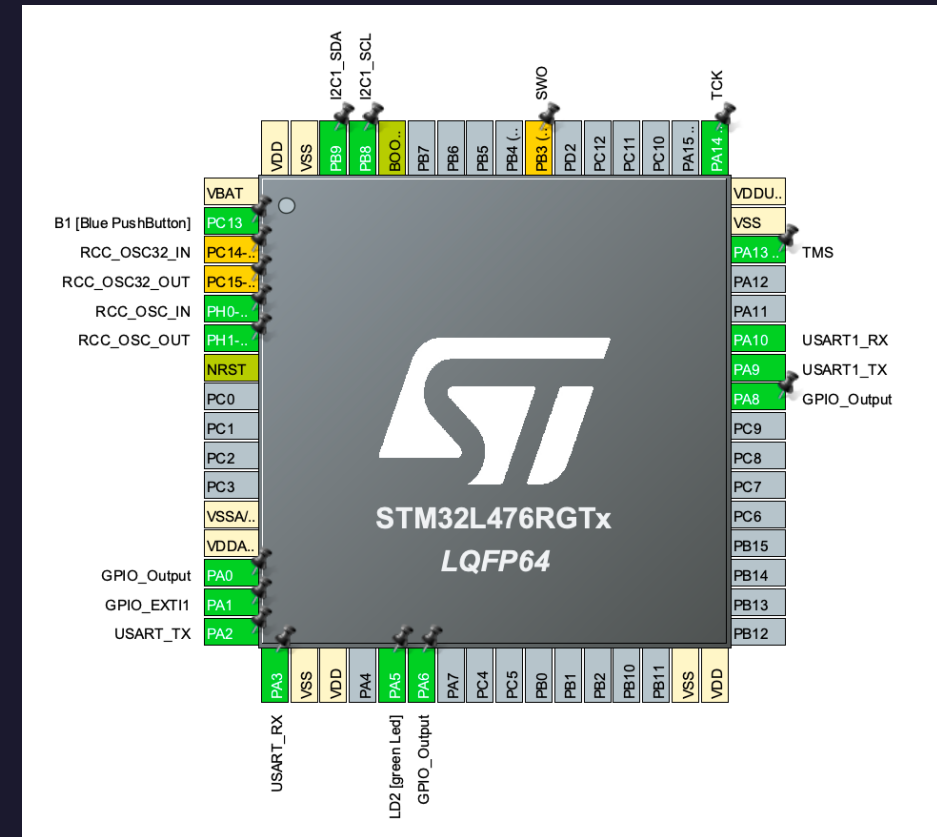 I2C1_SDA
I2C1_SCL
SWO
TCK
VDD
VSS
PB9
PB8
BOO..
PB7
PB6
PB5
PB4 (..
PB3 (..
PD2
PC12
PC11
PC10
PA15 ..
PA14 ..
VBAT
B1 [Blue PushButton] PC13
RCC_OSC32_IN PC14-..
RCC_OSC32_OUT PC15-..
RCC_OSC_IN PH0-..
RCC_OSC_OUT PH1-..
NRST
PC0
PC1
PC2
PC3
VSSA/..
VDDA..
GPIO_Output PA0
GPIO_EXTI1 PA1
USART_TX PA2
ST
STM32L476RGTx
LQFP64
VDDU..
VSS
PA13 .. TMS
PA12
PA11
PA10 USART1_RX
PA9 USART1_TX
PA8 GPIO_Output
PC9
PC8
PC7
PC6
PB15
PB14
PB13
PB12
PA3
VSS
VDD
PA4
PA5
PA6
PA7
PC4
PC5
PB0
PB1
PB2
PB10
PB11
VSS
VDD
USART_RX
LD2 [green Led]
GPIO_Output